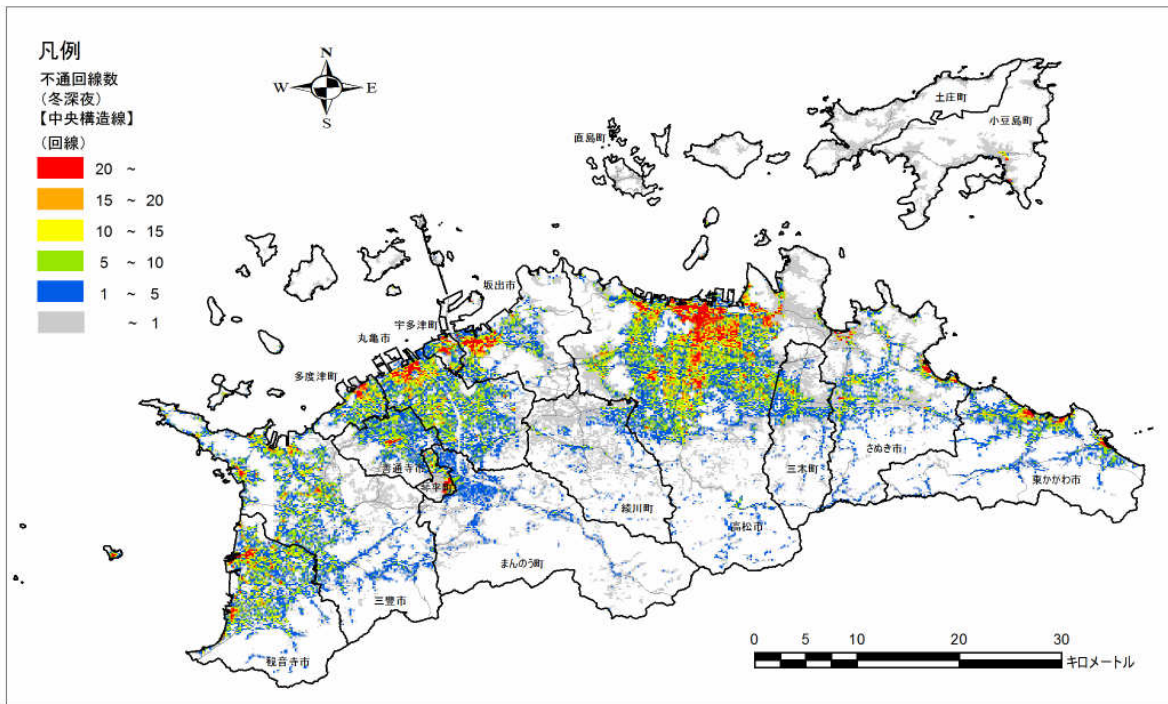 凡例
不通回線数
(冬深夜)
【中央構造線】
(回線)
20 ~
15 ~ 20
10 ~ 15
5 ~ 10
1 ~ 5
~ 1
N
W E
S
土庄町
小豆島町
直島町
坂出市
宇多津町
丸亀市
多度津町
善通寺市
琴平町
さぬき市
三木町
東かがわ市
綾川町
高松市
まんのう町
三豊市
観音寺市
0 5 10 20 30
キロメートル